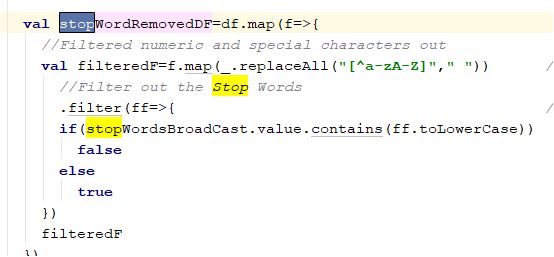 val stopWordRemovedDF=df.map(f=>{
//Filtered numeric and special characters out
val filteredF=f.map(_.replaceAll("[^a-zA-Z]"," ")) /
//Filter out the Stop Words
.filter(ff=>{ /
if(stopWordsBroadCast.value.contains(ff.toLowerCase))
false
else
true
})
filteredF
})